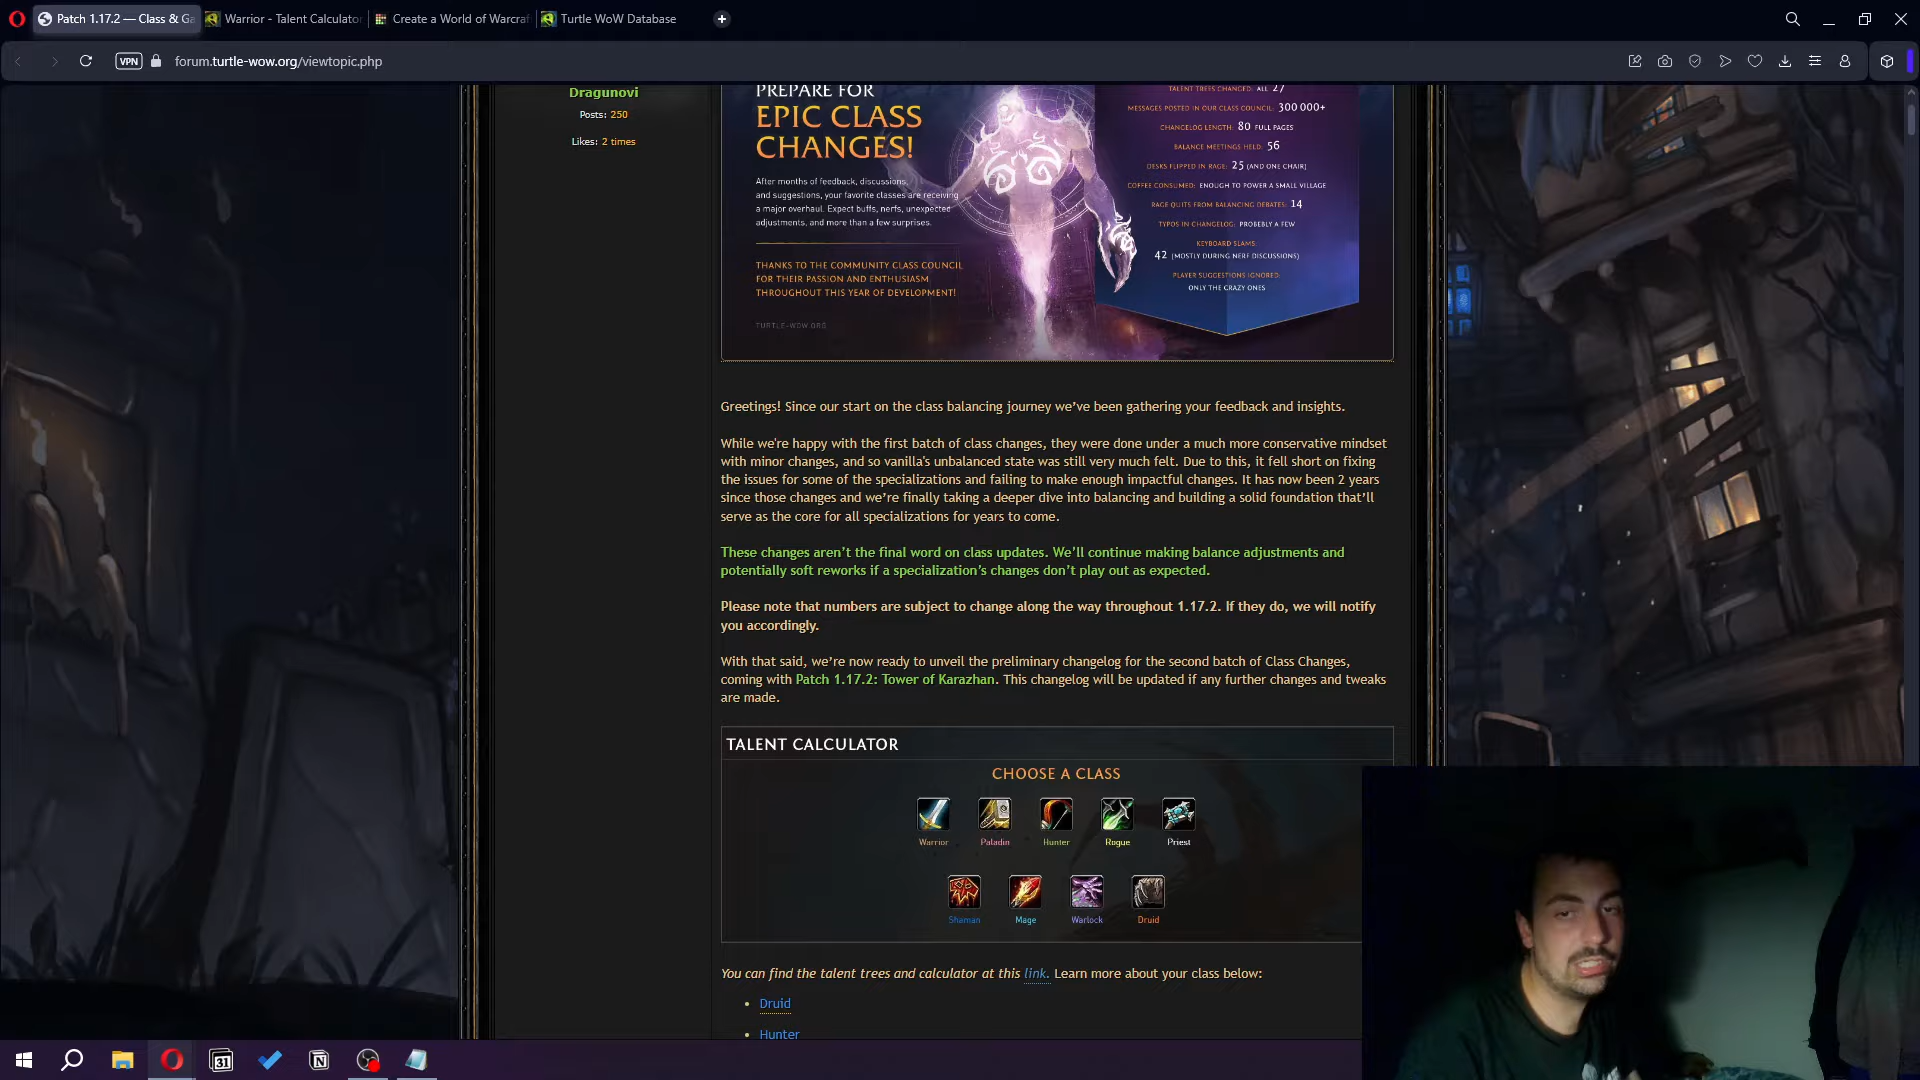 Patch 1.17.2 — Class & Ga
Warrior - Talent Calculator
Create a World of Warcraf
Turtle WoW Database
VPN
forum.turtle-wow.org/viewtopic.php
Dragunovi
Posts: 250
Likes: 2 times
PREPARE FOR
EPIC CLASS
CHANGES!
After months of feedback, discussions,
and suggestions, your favorite classes are receiving
a major overhaul. Expect buffs, nerfs, unexpected
adjustments, and more than a few surprises.
THANKS TO THE COMMUNITY CLASS COUNCIL
FOR THEIR PASSION AND ENTHUSIASM
THROUGHOUT THIS YEAR OF DEVELOPMENT!
TURTLE-WOW.ORG
TALENT TREES CHANGED: ALL 27
MESSAGES POSTED IN OUR CLASS COUNCIL: 300 000+
CHANGELOG LENGTH: 80 FULL PAGES
BALANCE MEETINGS HELD: 56
DESKS FLIPPED IN RAGE: 25 (AND ONE CHAIR)
COFFEE CONSUMED: ENOUGH TO POWER A SMALL VILLAGE
RAGE QUITS FROM BALANCING DEBATES: 14
TYPOS IN CHANGELOG: PROBEBLY A FEW
KEYBOARD SLAMS:
42 (MOSTLY DURING NERF DISCUSSIONS)
PLAYER SUGGESTIONS IGNORED:
ONLY THE CRAZY ONES
Greetings! Since our start on the class balancing journey we've been gathering your feedback and insights.
While we're happy with the first batch of class changes, they were done under a much more conservative mindset
with minor changes, and so vanilla's unbalanced state was still very much felt. Due to this, it fell short on fixing
the issues for some of the specializations and failing to make enough impactful changes. It has now been 2 years
since those changes and we're finally taking a deeper dive into balancing and building a solid foundation that'll
serve as the core for all specializations for years to come.
These changes aren't the final word on class updates. We'll continue making balance adjustments and
potentially soft reworks if a specialization's changes don't play out as expected.
Please note that numbers are subject to change along the way throughout 1.17.2. If they do, we will notify
you accordingly.
With that said, we're now ready to unveil the preliminary changelog for the second batch of Class Changes,
coming with Patch 1.17.2: Tower of Karazhan. This changelog will be updated if any further changes and tweaks
are made.
TALENT CALCULATOR
CHOOSE A CLASS
Warrior
Paladin
Hunter
Rogue
Priest
Shaman
Mage
Warlock
Druid
You can find the talent trees and calculator at this link. Learn more about your class below:
• Druid
• Hunter
31